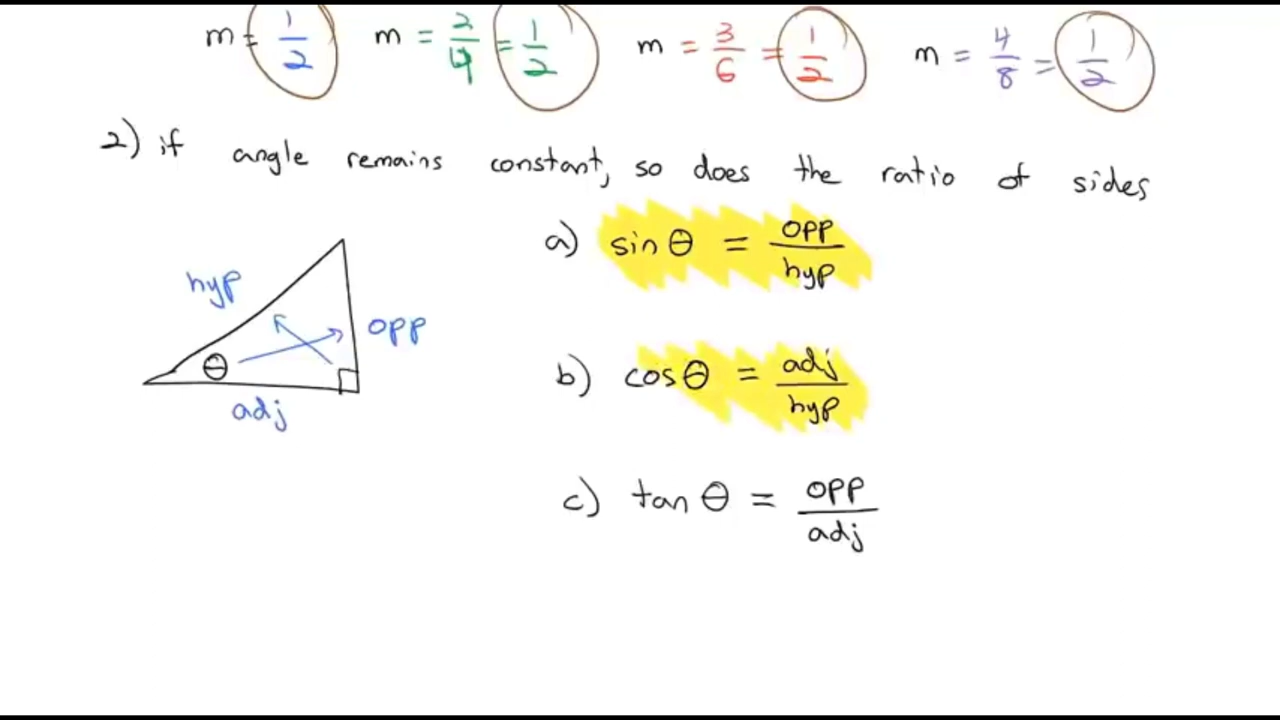 m = 1/2 m = 2/4 = 1/2 m = 3/6 = 1/2 m = 4/8 = 1/2
2) if angle remains constant, so does the ratio of sides
a) sin θ = opp/hyp
hyp
opp
θ
b) cos θ = adj/hyp
adj
c) tan θ = opp/adj